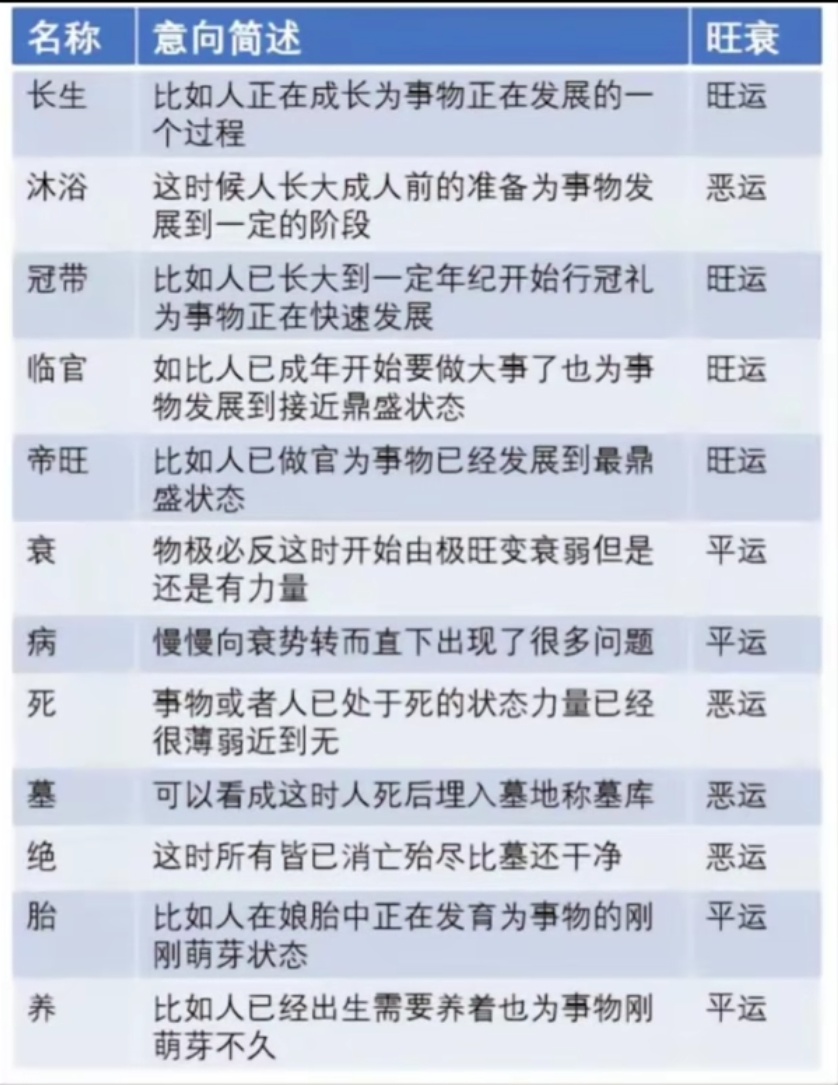 名称 意向简述 旺衰
长生 比如人正在成长为事物正在发展的一 旺运
个过程
沐浴 这时候人长大成人前的准备为事物发 恶运
展到一定的阶段
冠带 比如人已长大到一定年纪开始行冠礼 旺运
为事物正在快速发展
临官 如比人已成年开始要做大事了也为事 旺运
物发展到接近鼎盛状态
帝旺 比如人已做官为事物已经发展到最鼎 旺运
盛状态
衰 物极必反这时开始由极旺变衰弱但是 平运
还是有力量
病 慢慢向衰势转而直下出现了很多问题 平运
死 事物或者人已处于死的状态力量已经 恶运
很薄弱近到无
墓 可以看成这时人死后埋入墓地称墓库 恶运
绝 这时所有皆已消亡殆尽比墓还干净 恶运
胎 比如人在娘胎中正在发育为事物的刚 平运
刚萌芽状态
养 比如人已经出生需要养着也为事物刚 平运
萌芽不久